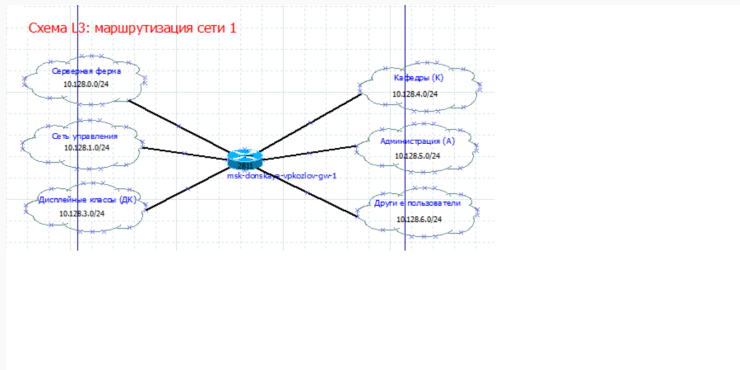 Схема L3: маршрутизация сети 1
Серверная ферма
10.128.0.0/24
Кафедры (К)
10.128.4.0/24
Сеть управления
10.128.1.0/24
Администрация (А)
10.128.5.0/24
2811
msk-donskaya-vpkozlov-gw-1
Дисплейные классы (ДК)
10.128.3.0/24
Други е пользователи
10.128.6.0/24